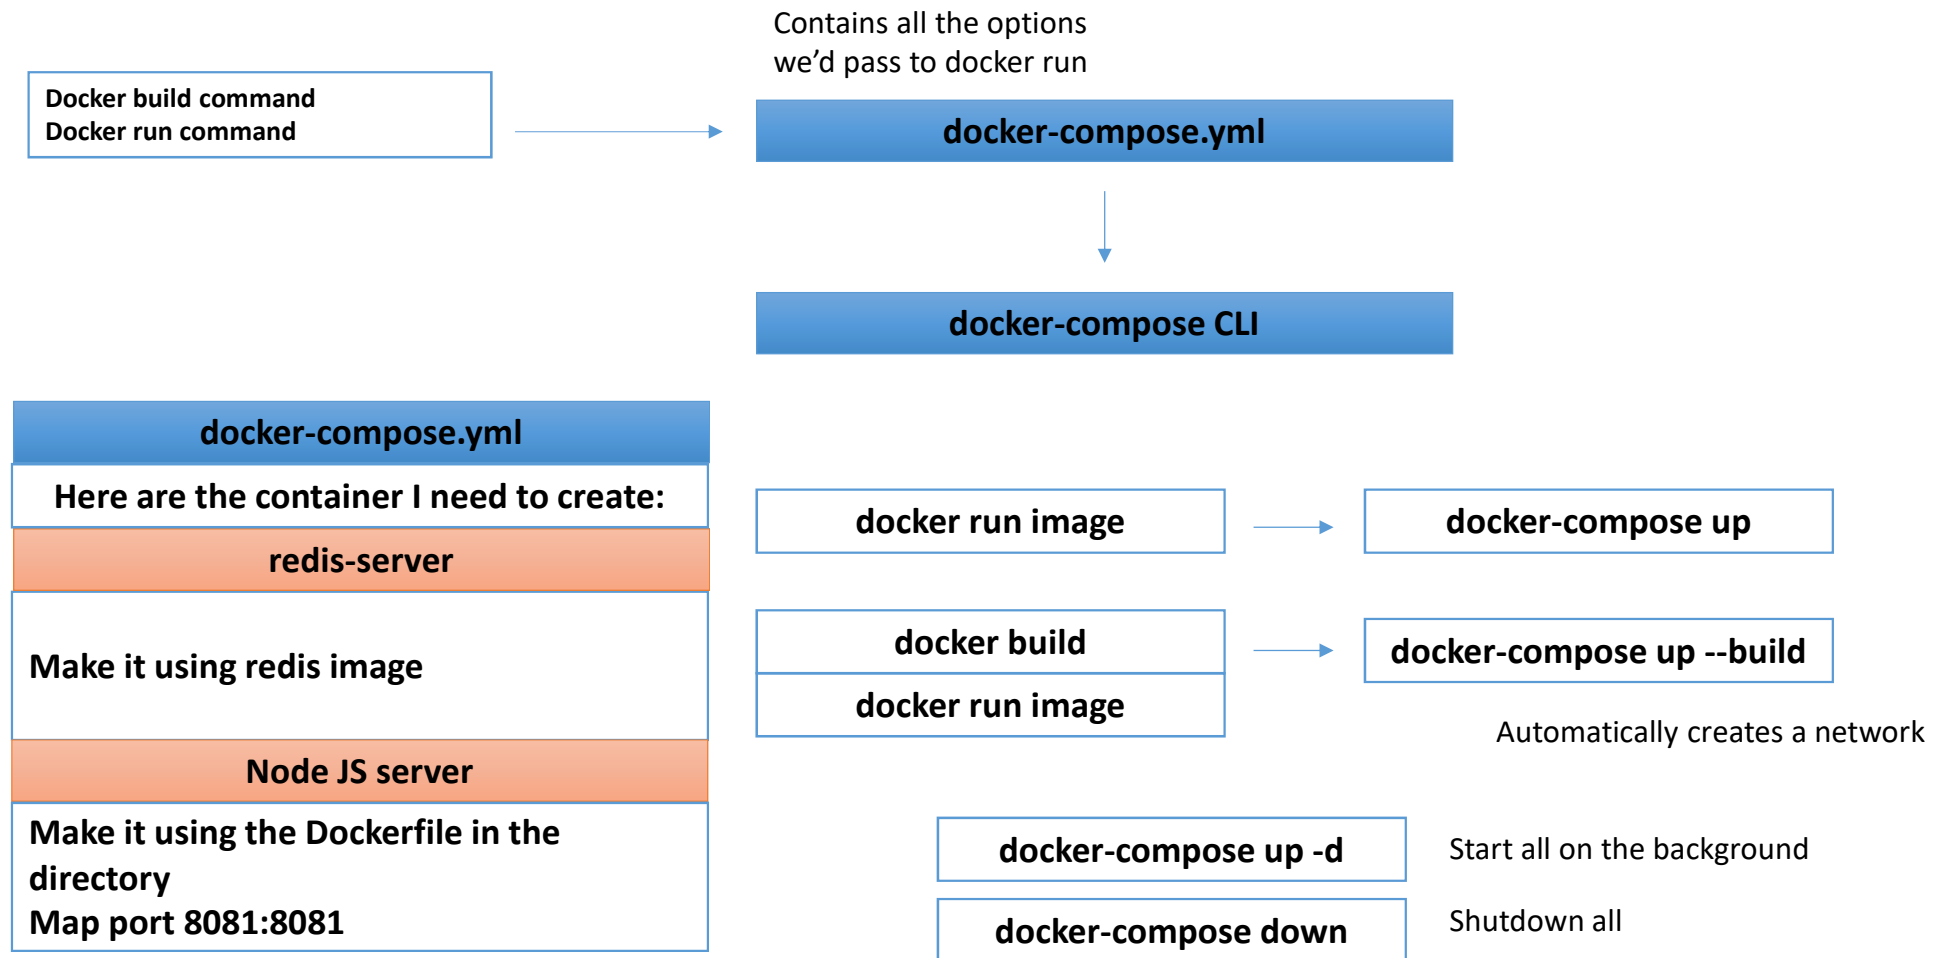 Contains all the options
we’d pass to docker run
Docker build command
Docker run command
docker-compose.yml
docker-compose CLI
docker-compose.yml
Here are the container I need to create:
redis-server
Make it using redis image
Node JS server
Make it using the Dockerfile in the
directory
Map port 8081:8081
docker run image
docker-compose up
docker build
docker run image
docker-compose up --build
Automatically creates a network
docker-compose up -d
Start all on the background
docker-compose down
Shutdown all